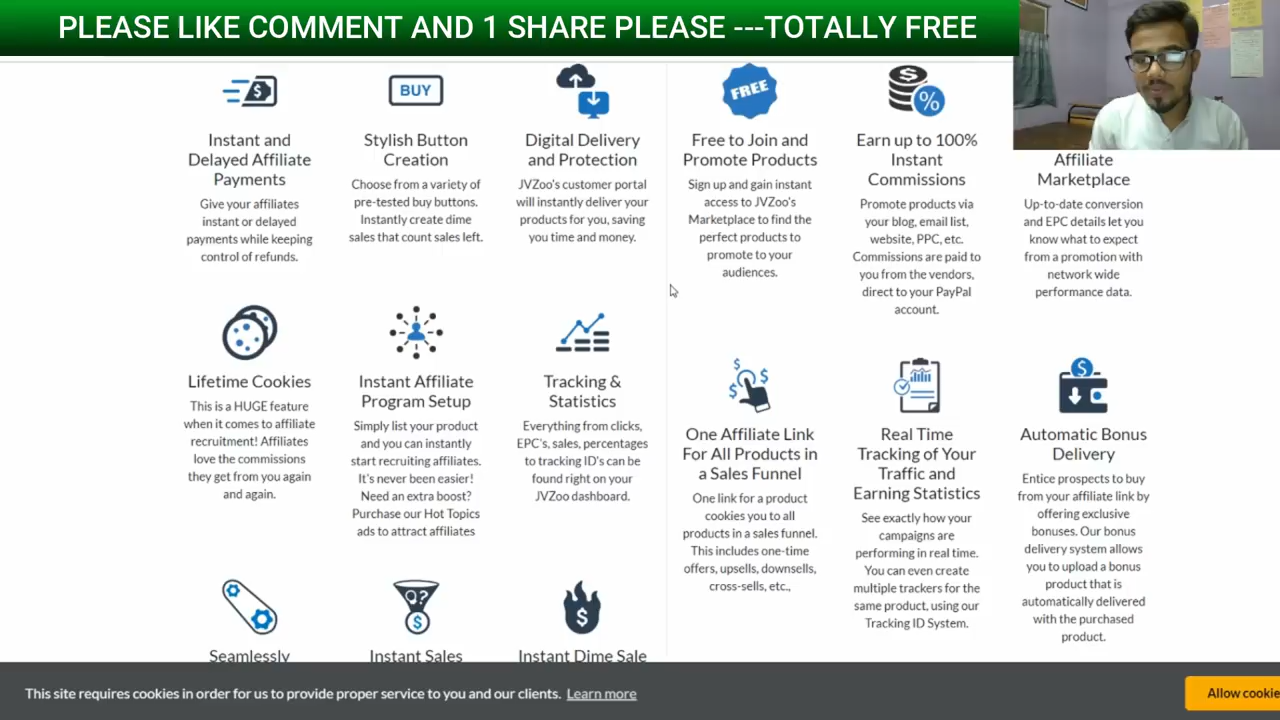 PLEASE LIKE COMMENT AND 1 SHARE PLEASE ---TOTALLY FREE
BUY
FREE
Instant and
Delayed Affiliate
Payments
Give your affiliates
instant or delayed
payments while keeping
control of refunds.
Stylish Button
Creation
Choose from a variety of
pre-tested buy buttons.
Instantly create dime
sales that count sales left.
Digital Delivery
and Protection
JVZoo's customer portal
will instantly deliver your
products for you, saving
you time and money.
Free to Join and
Promote Products
Sign up and gain instant
access to JVZoo's
Marketplace to find the
perfect products to
promote to your
audiences.
Earn up to 100%
Instant
Commissions
Promote products via
your blog, email list,
website, PPC, etc.
Commissions are paid to
you from the vendors,
direct to your PayPal
account.
Affiliate
Marketplace
Up-to-date conversion
and EPC details let you
know what to expect
from a promotion with
network wide
performance data.
Lifetime Cookies
This is a HUGE feature
when it comes to affiliate
recruitment! Affiliates
love the commissions
they get from you again
and again.
Instant Affiliate
Program Setup
Simply list your product
and you can instantly
start recruiting affiliates.
It's never been easier!
Need an extra boost?
Purchase our Hot Topics
ads to attract affiliates
Tracking &
Statistics
Everything from clicks,
EPC's, sales, percentages
to tracking ID's can be
found right on your
JVZoo dashboard.
One Affiliate Link
For All Products in
a Sales Funnel
One link for a product
cookies you to all
products in a sales funnel.
This includes one-time
offers, upsells, downsells,
cross-sells, etc.,
Real Time
Tracking of Your
Traffic and
Earning Statistics
See exactly how your
campaigns are
performing in real time.
You can even create
multiple trackers for the
same product, using our
Tracking ID System.
Automatic Bonus
Delivery
Entice prospects to buy
from your affiliate link by
offering exclusive
bonuses. Our bonus
delivery system allows
you to upload a bonus
product that is
automatically delivered
with the purchased
product.
Seamlessly
Instant Sales
Instant Dime Sale
This site requires cookies in order for us to provide proper service to you and our clients. Learn more
Allow cookie